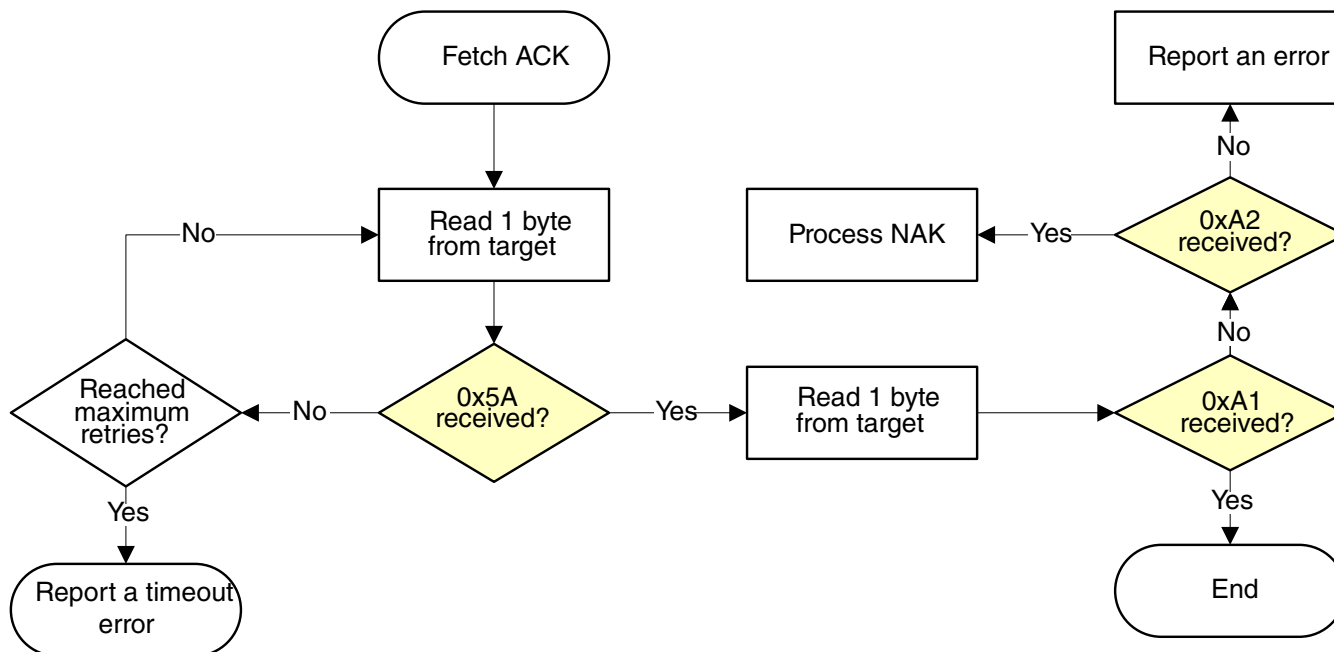 Fetch ACK
Report an error
No
Read 1 byte
from target
No
Process NAK
Yes
0xA2
received?
No
Reached
maximum
retries?
No
0x5A
received?
Yes
Read 1 byte
from target
0xA1
received?
Yes
Yes
Report a timeout
error
End